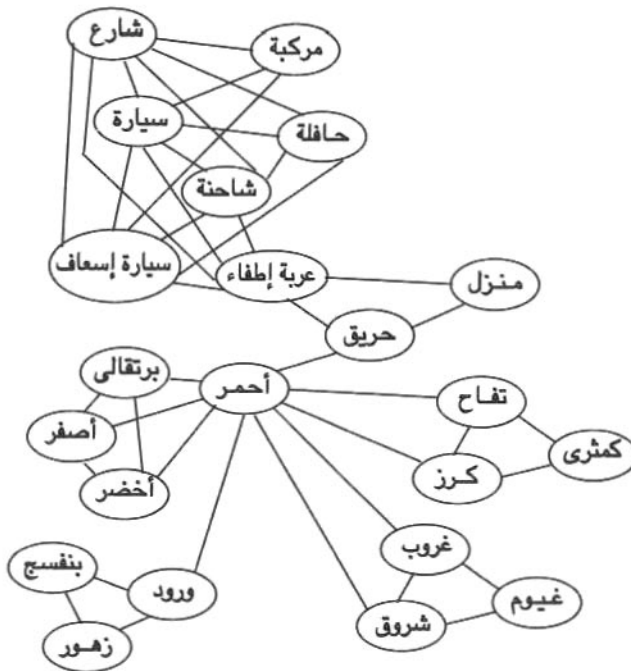 شارع
مركبة
سيارة
حافلة
شاحنة
سيارة إسعاف
عربة إطفاء
منزل
حريق
برتقالى
أحمر
تفاح
أصفر
كمثرى
كرز
أخضر
غروب
بنفسج
ورود
غيوم
شروق
زهور